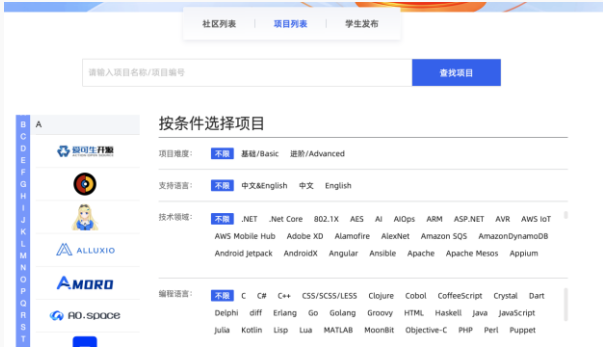 社区列表
项目列表
学生发布
请输入项目名称/项目编号
查找项目
B
C
D
E
F
G
H
I
J
K
L
M
N
O
P
Q
R
S
T
A
爱可生开源
ALLUXIO
AMORO
AO.space
按条件选择项目
项目难度： 不限 基础/Basic 进阶/Advanced
支持语言： 不限 中文&English 中文 English
技术领域： 不限 .NET .Net Core 802.1X AES AI AIOps ARM ASP.NET AVR AWS IoT
AWS Mobile Hub Adobe XD Alamofire AlexNet Amazon SQS AmazonDynamoDB
Android Jetpack AndroidX Angular Ansible Apache Apache Mesos Appium
编程语言： 不限 C C# C++ CSS/SCSS/LESS Clojure Cobol CoffeeScript Crystal Dart
Delphi diff Erlang Go Golang Groovy HTML Haskell Java JavaScript
Julia Kotlin Lisp Lua MATLAB MoonBit Objective-C PHP Perl Puppet